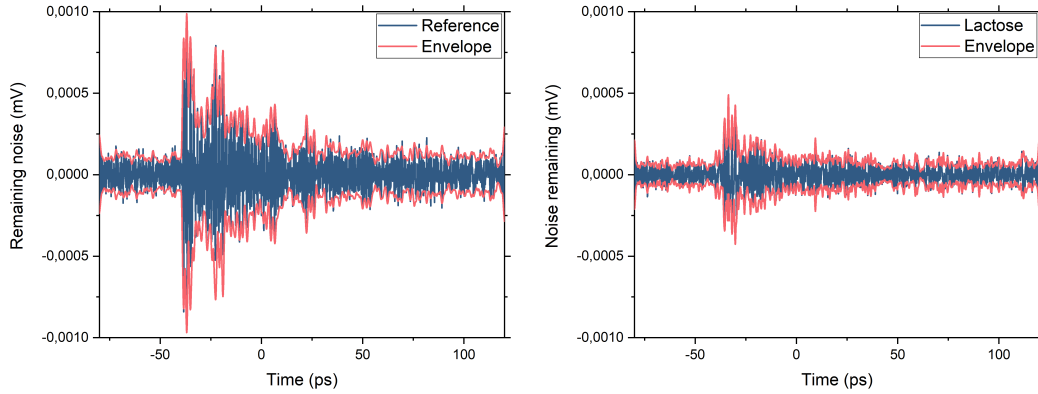 0,0010
0,0005
0,0000
-0,0005
-0,0010
Remaining noise (mV)
-50
0
50
100
Time (ps)
Reference
Envelope
0,0010
0,0005
0,0000
-0,0005
-0,0010
Noise remaining (mV)
-50
0
50
100
Time (ps)
Lactose
Envelope